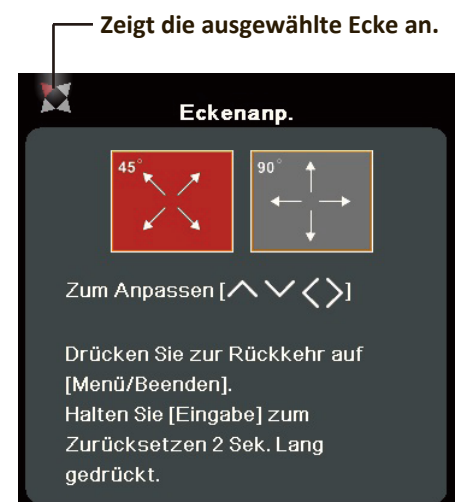 Zeigt die ausgewählte Ecke an.
Eckenanp.
45° 90°
Zum Anpassen [∧∨<>]
Drücken Sie zur Rückkehr auf
[Menü/Beenden].
Halten Sie [Eingabe] zum
Zurücksetzen 2 Sek. Lang
gedrückt.